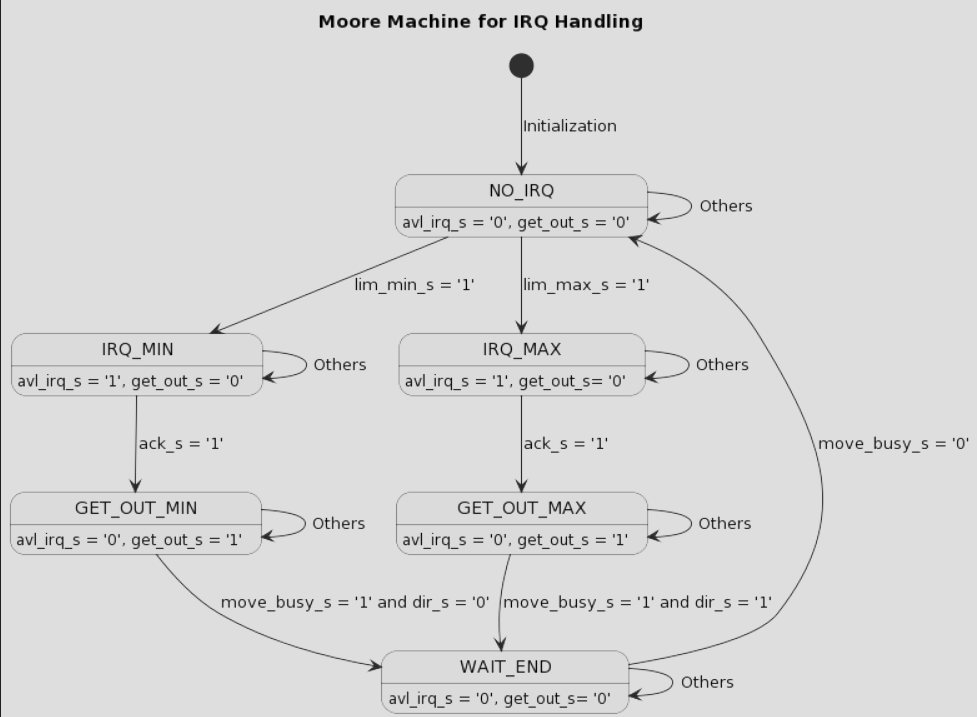 Moore Machine for IRQ Handling
Initialization
NO_IRQ
avl_irq_s = '0', get_out_s = '0'
Others
lim_min_s = '1'
lim_max_s = '1'
IRQ_MIN
avl_irq_s = '1', get_out_s = '0'
Others
IRQ_MAX
avl_irq_s = '1', get_out_s= '0'
Others
ack_s = '1'
ack_s = '1'
move_busy_s = '0'
GET_OUT_MIN
avl_irq_s = '0', get_out_s = '1'
Others
GET_OUT_MAX
avl_irq_s = '0', get_out_s = '1'
Others
move_busy_s = '1' and dir_s = '0'
move_busy_s = '1' and dir_s = '1'
WAIT_END
avl_irq_s = '0', get_out_s= '0'
Others